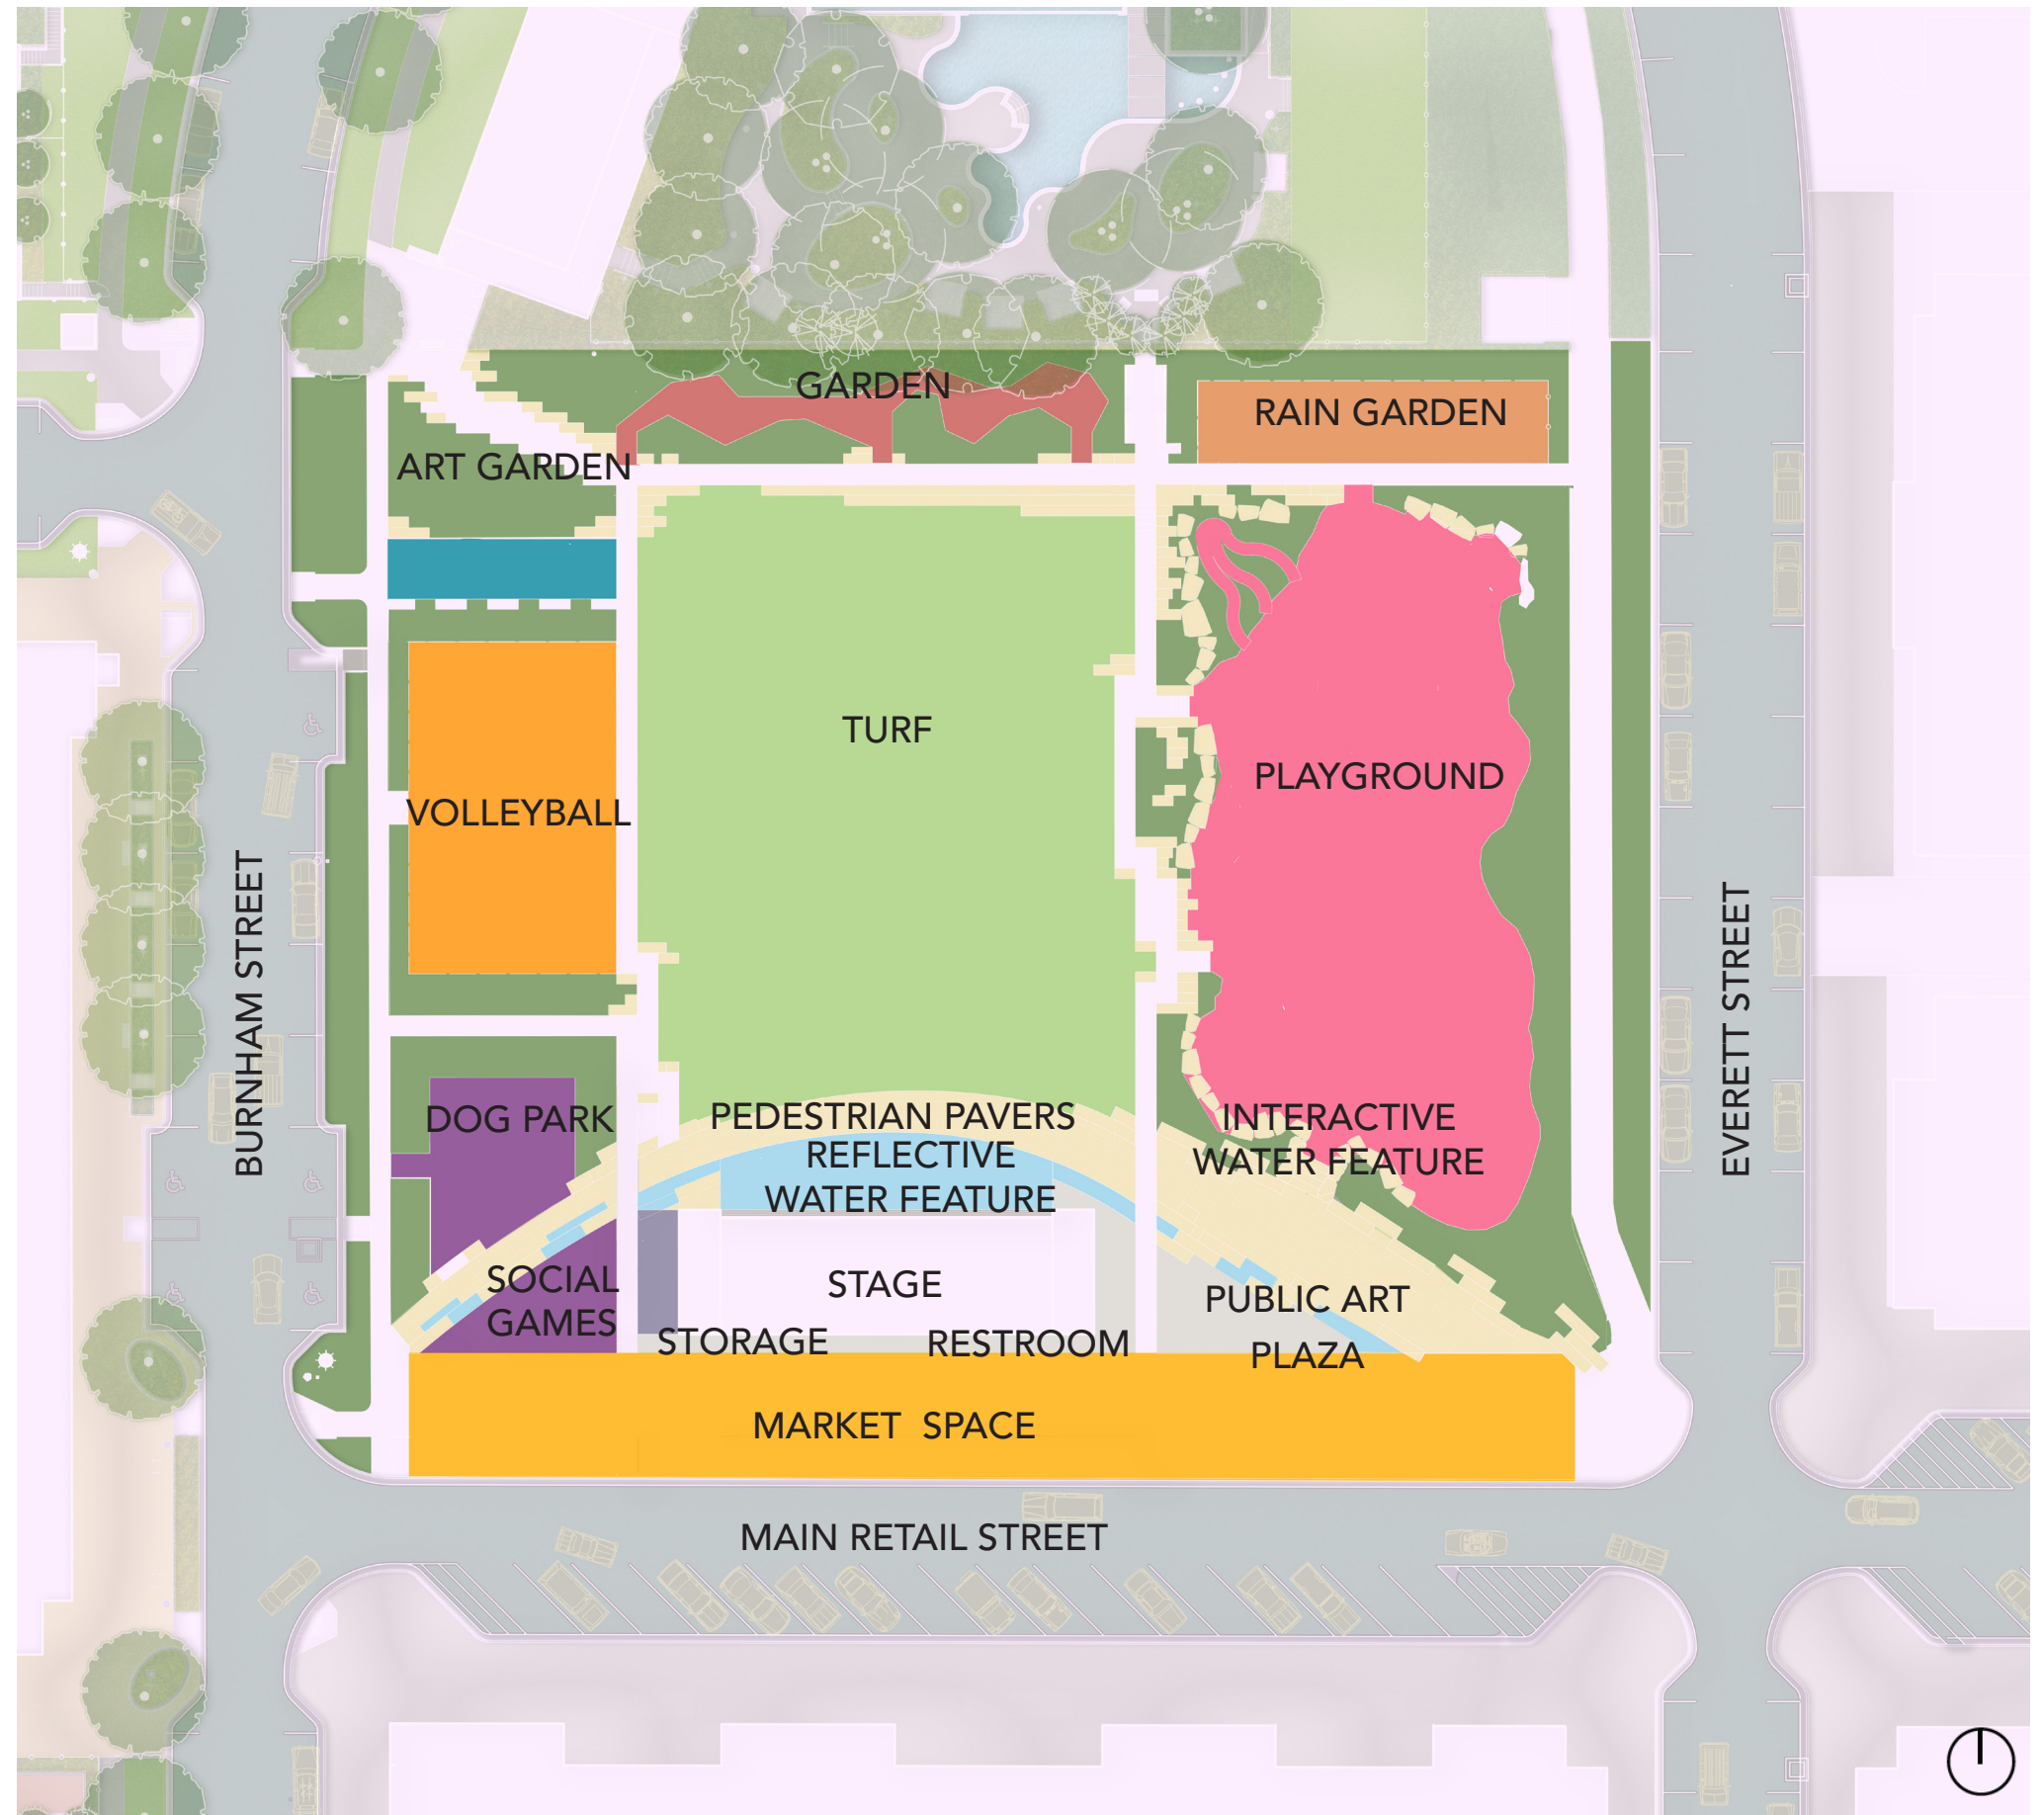 GARDEN
RAIN GARDEN
ART GARDEN
TURF
PLAYGROUND
VOLLEYBALL
BURNHAM STREET
EVERETT STREET
DOG PARK
PEDESTRIAN PAVERS
INTERACTIVE
WATER FEATURE
REFLECTIVE
WATER FEATURE
SOCIAL
GAMES
STAGE
PUBLIC ART
PLAZA
STORAGE
RESTROOM
MARKET SPACE
MAIN RETAIL STREET